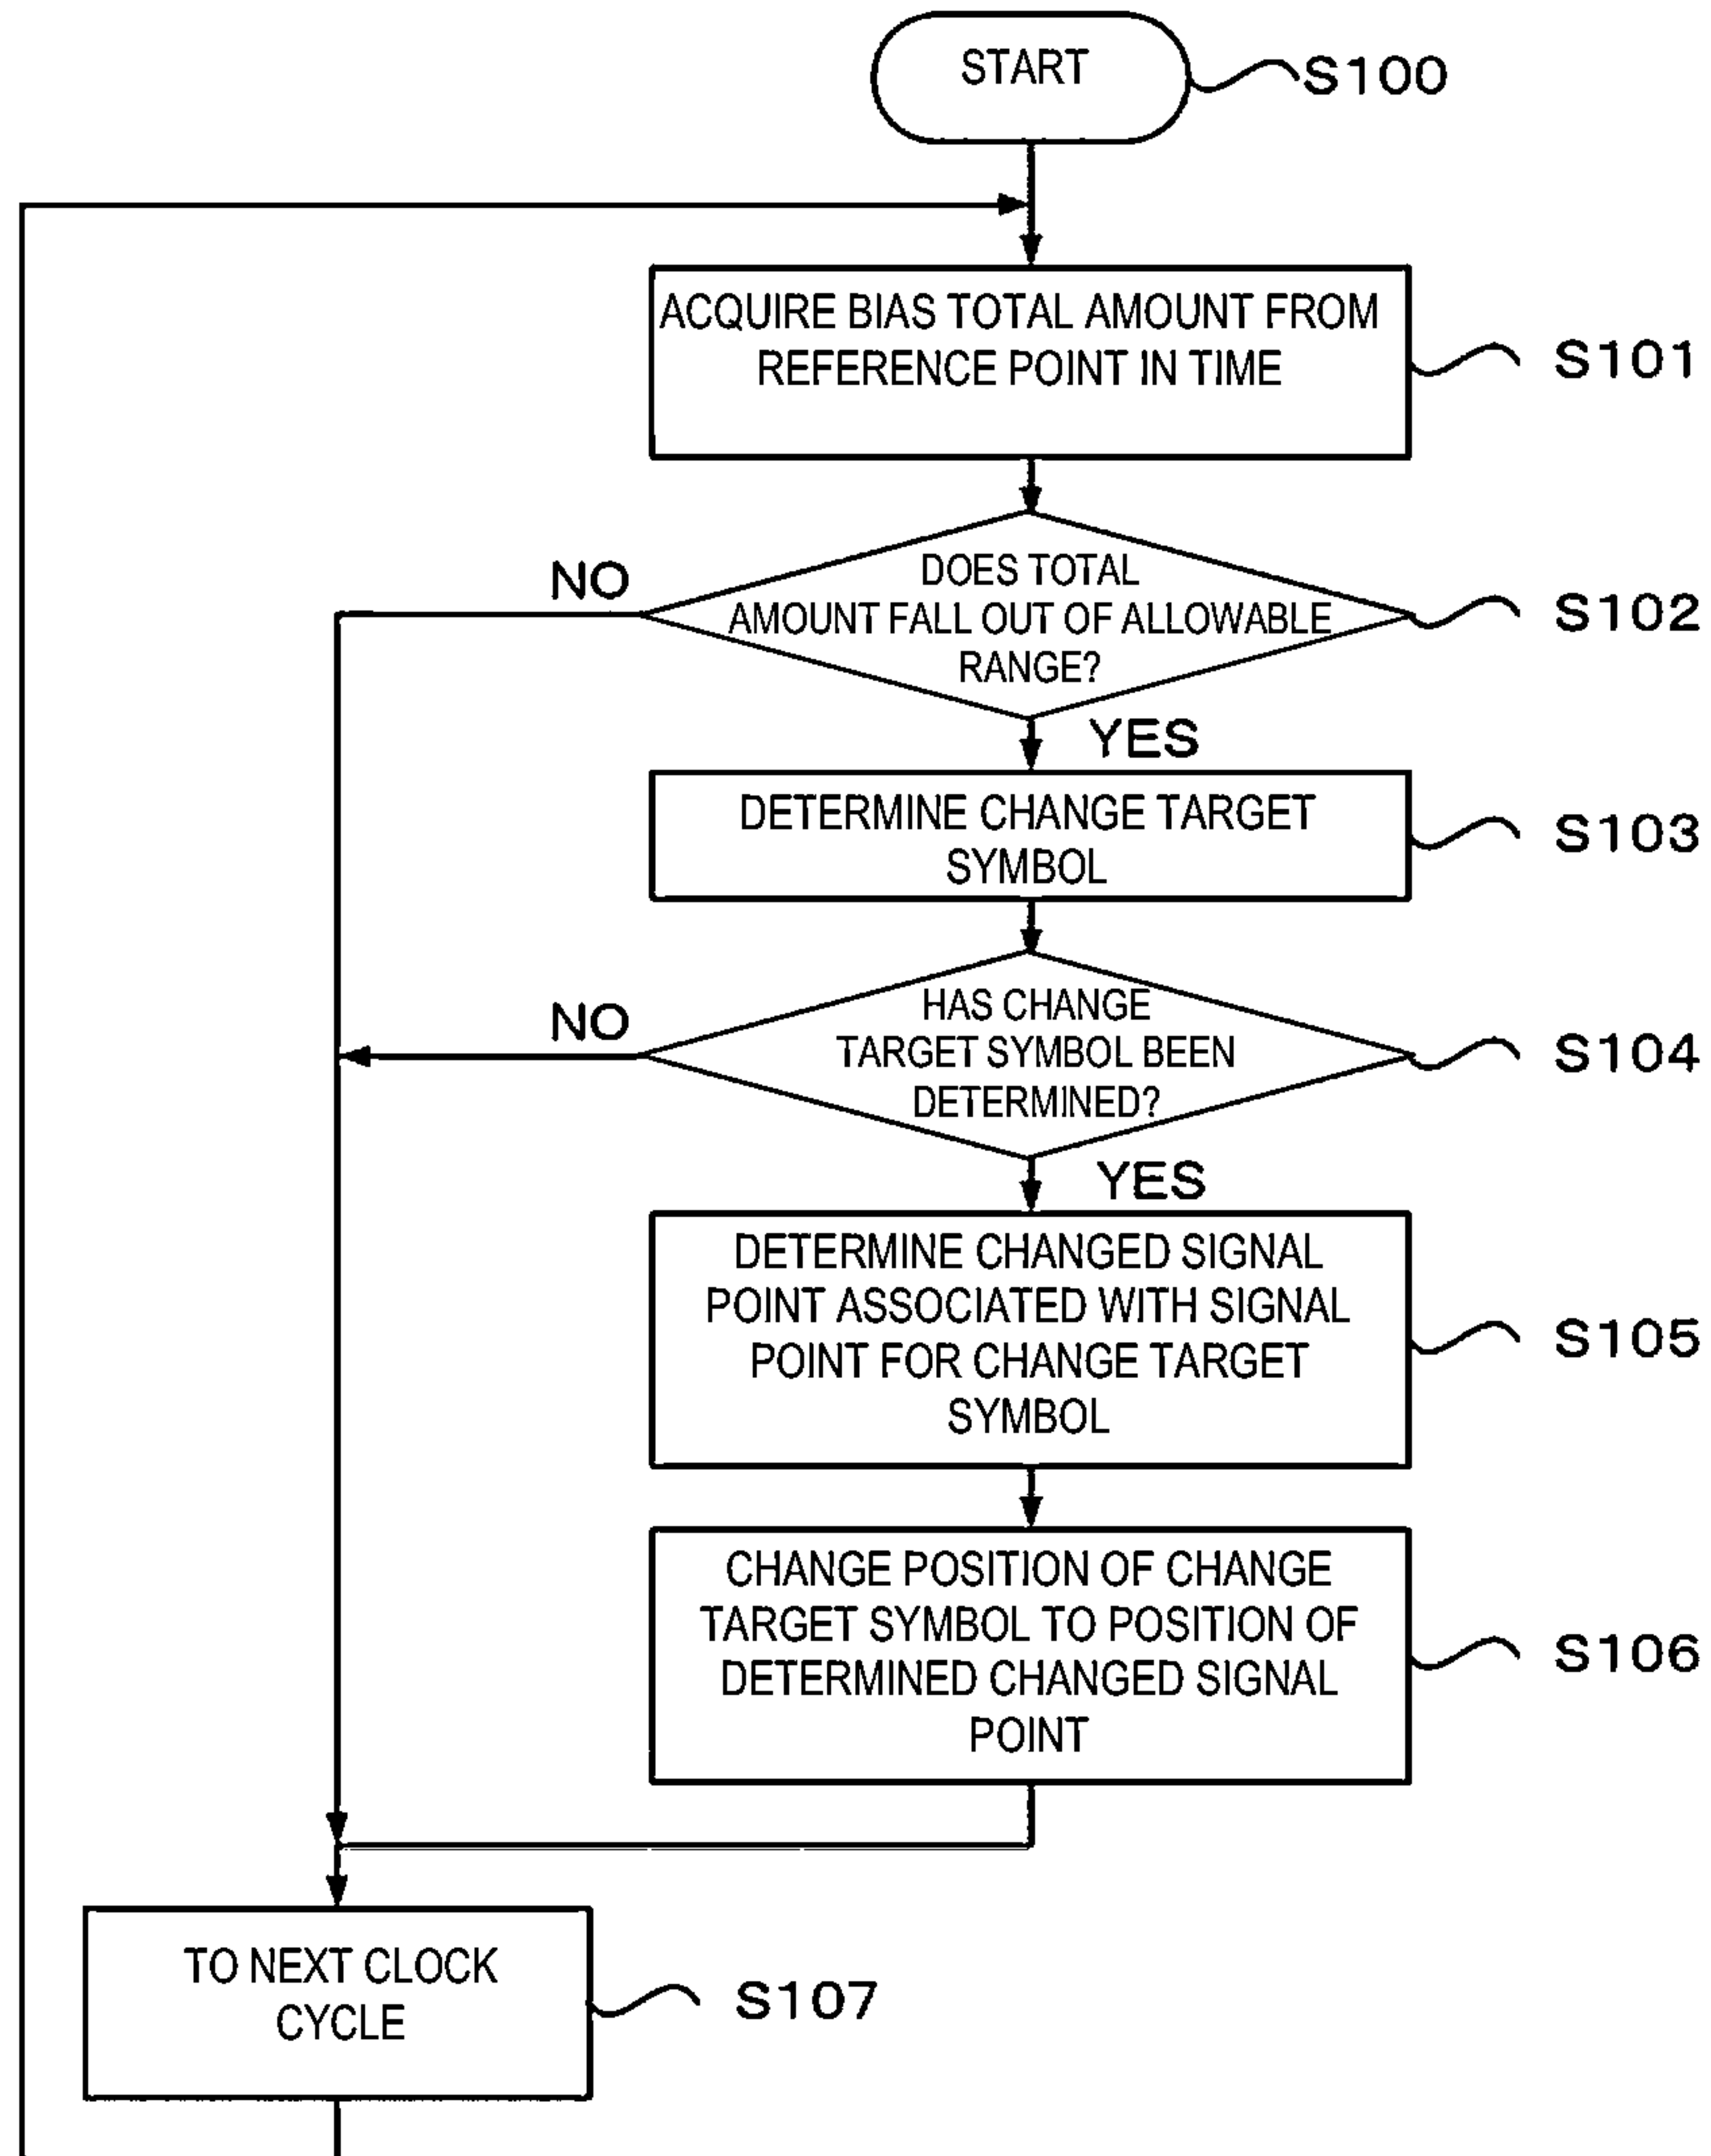 START
S100
ACQUIRE BIAS TOTAL AMOUNT FROM
REFERENCE POINT IN TIME
S101
DOES TOTAL
AMOUNT FALL OUT OF ALLOWABLE
RANGE?
NO
S102
YES
DETERMINE CHANGE TARGET
SYMBOL
S103
HAS CHANGE
TARGET SYMBOL BEEN
DETERMINED?
NO
S104
YES
DETERMINE CHANGED SIGNAL
POINT ASSOCIATED WITH SIGNAL
POINT FOR CHANGE TARGET
SYMBOL
S105
CHANGE POSITION OF CHANGE
TARGET SYMBOL TO POSITION OF
DETERMINED CHANGED SIGNAL
POINT
S106
TO NEXT CLOCK
CYCLE
S107